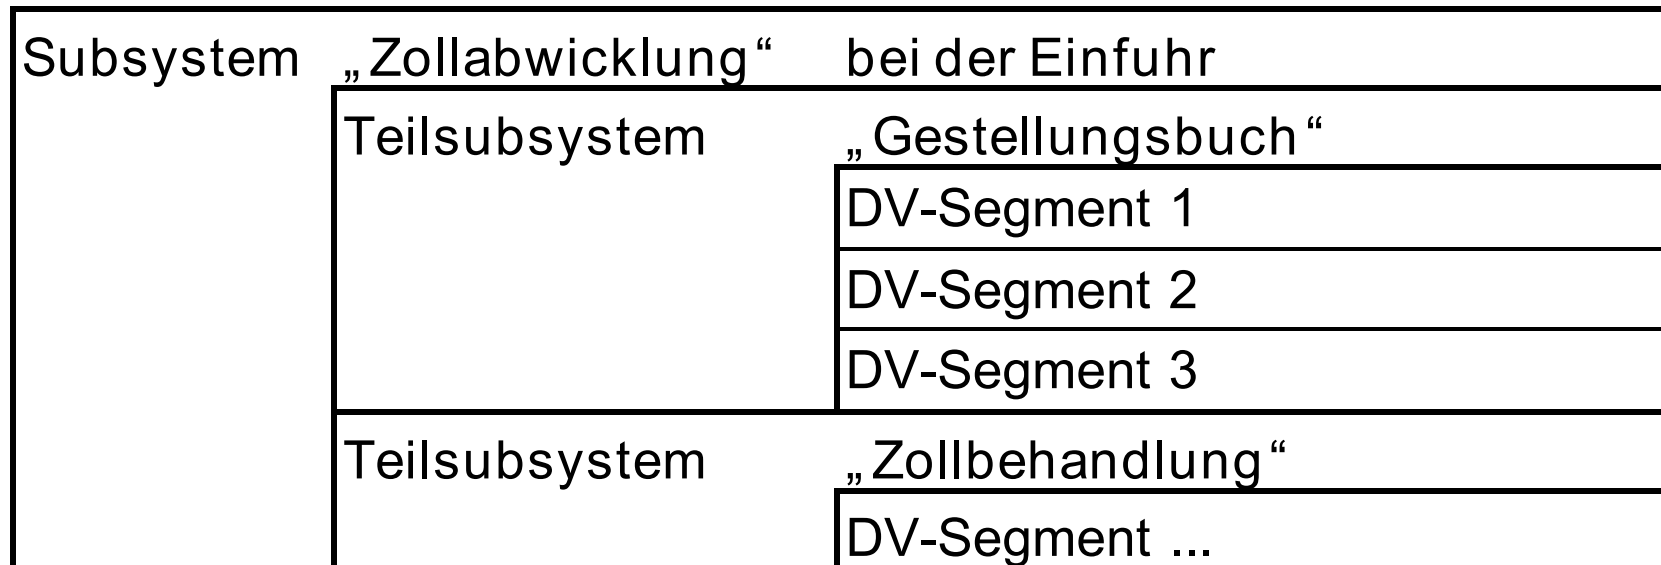 Subsystem „Zollabwicklung“ bei der Einfuhr
Teilsubsystem „Gestellungsbuch“
DV-Segment 1
DV-Segment 2
DV-Segment 3
Teilsubsystem „Zollbehandlung“
DV-Segment ...